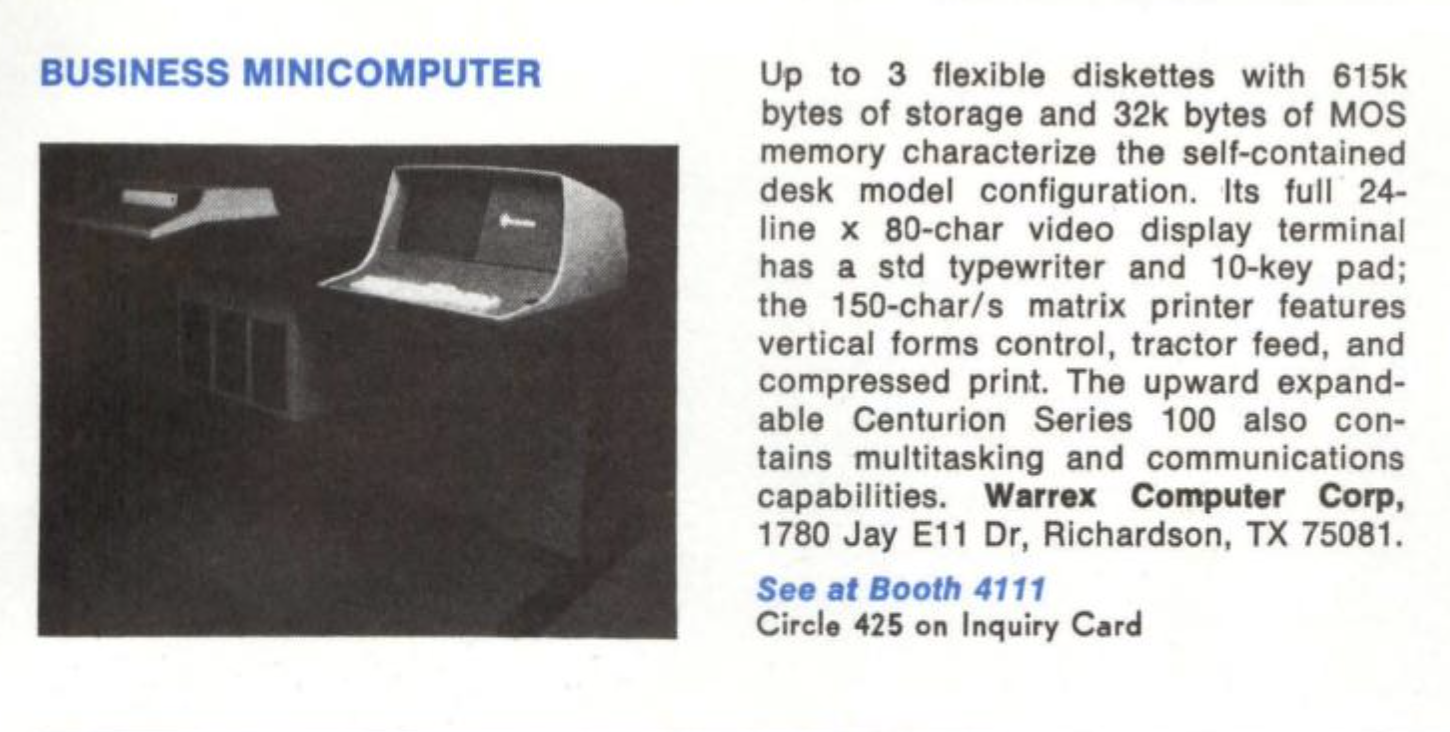 BUSINESS MINICOMPUTER
Up to 3 flexible diskettes with 615k
bytes of storage and 32k bytes of MOS
memory characterize the self-contained
desk model configuration. Its full 24-
line x 80-char video display terminal
has a std typewriter and 10-key pad;
the 150-char/s matrix printer features
vertical forms control, tractor feed, and
compressed print. The upward expand-
able Centurion Series 100 also con-
tains multitasking and communications
capabilities. Warrex Computer Corp,
1780 Jay E11 Dr, Richardson, TX 75081.
See at Booth 4111
Circle 425 on Inquiry Card